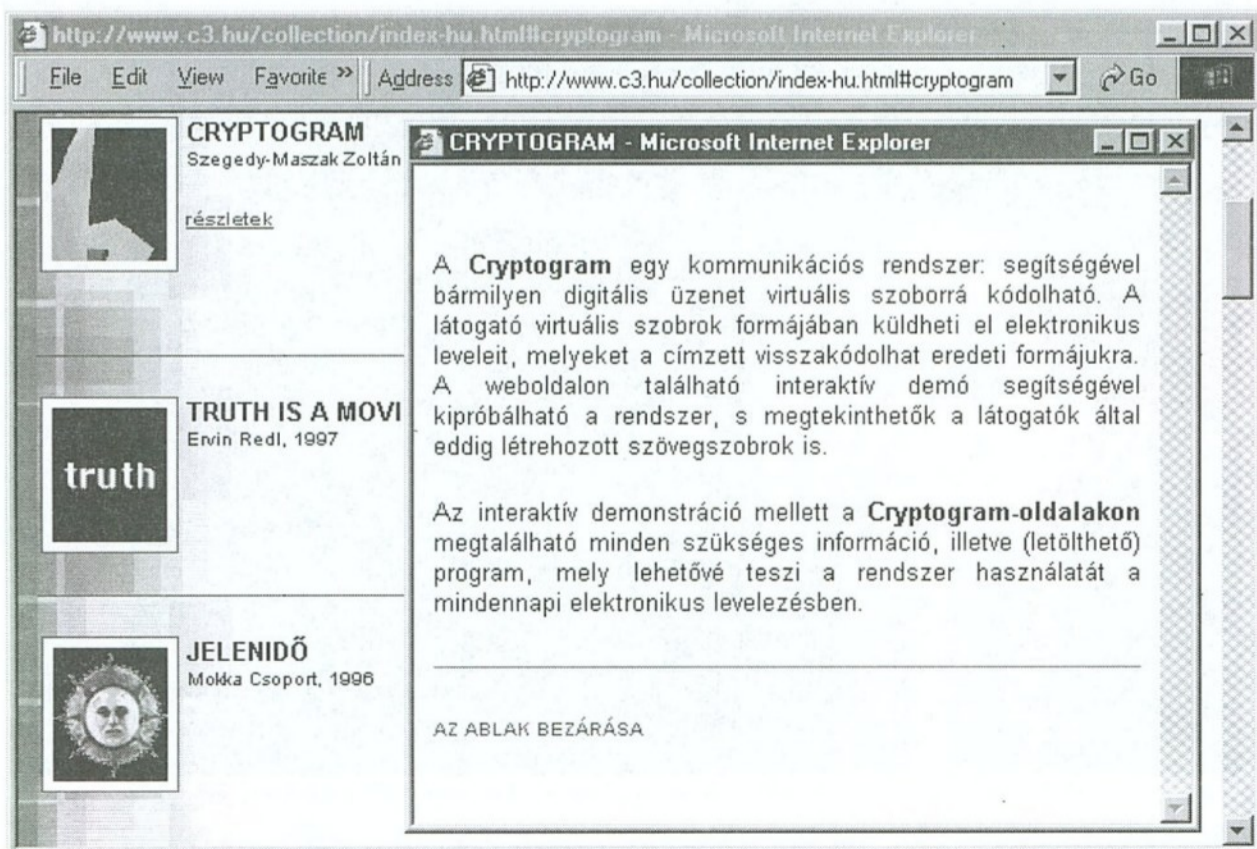 http://www.c3.hu/collection/index-hu.html#cryptogram - Microsoft Internet Explorer
File Edit View Favorite » Address http://www.c3.hu/collection/index-hu.html#cryptogram Go
CRYPTOGRAM
Szegedy-Maszak Zoltán
részletek
TRUTH IS A MOVI
Ervin Redl, 1997
truth
JELENIDŐ
Mokka Csoport, 1996
CRYPTOGRAM - Microsoft Internet Explorer
A Cryptogram egy kommunikációs rendszer: segítségével
bármilyen digitális üzenet virtuális szoborrá kódolható. A
látogató virtuális szobrok formájában küldheti el elektronikus
leveleit, melyeket a címzett visszakódolhat eredeti formájukra.
A weboldalon található interaktív demó segítségével
kipróbálható a rendszer, s megtekinthetők a látogatók által
eddig létrehozott szövegszobrok is.
Az interaktív demonstráció mellett a Cryptogram-oldalakon
megtalálható minden szükséges információ, illetve (letölthető)
program, mely lehetővé teszi a rendszer használatát a
mindennapi elektronikus levelezésben.
AZ ABLAK BEZÁRÁSA